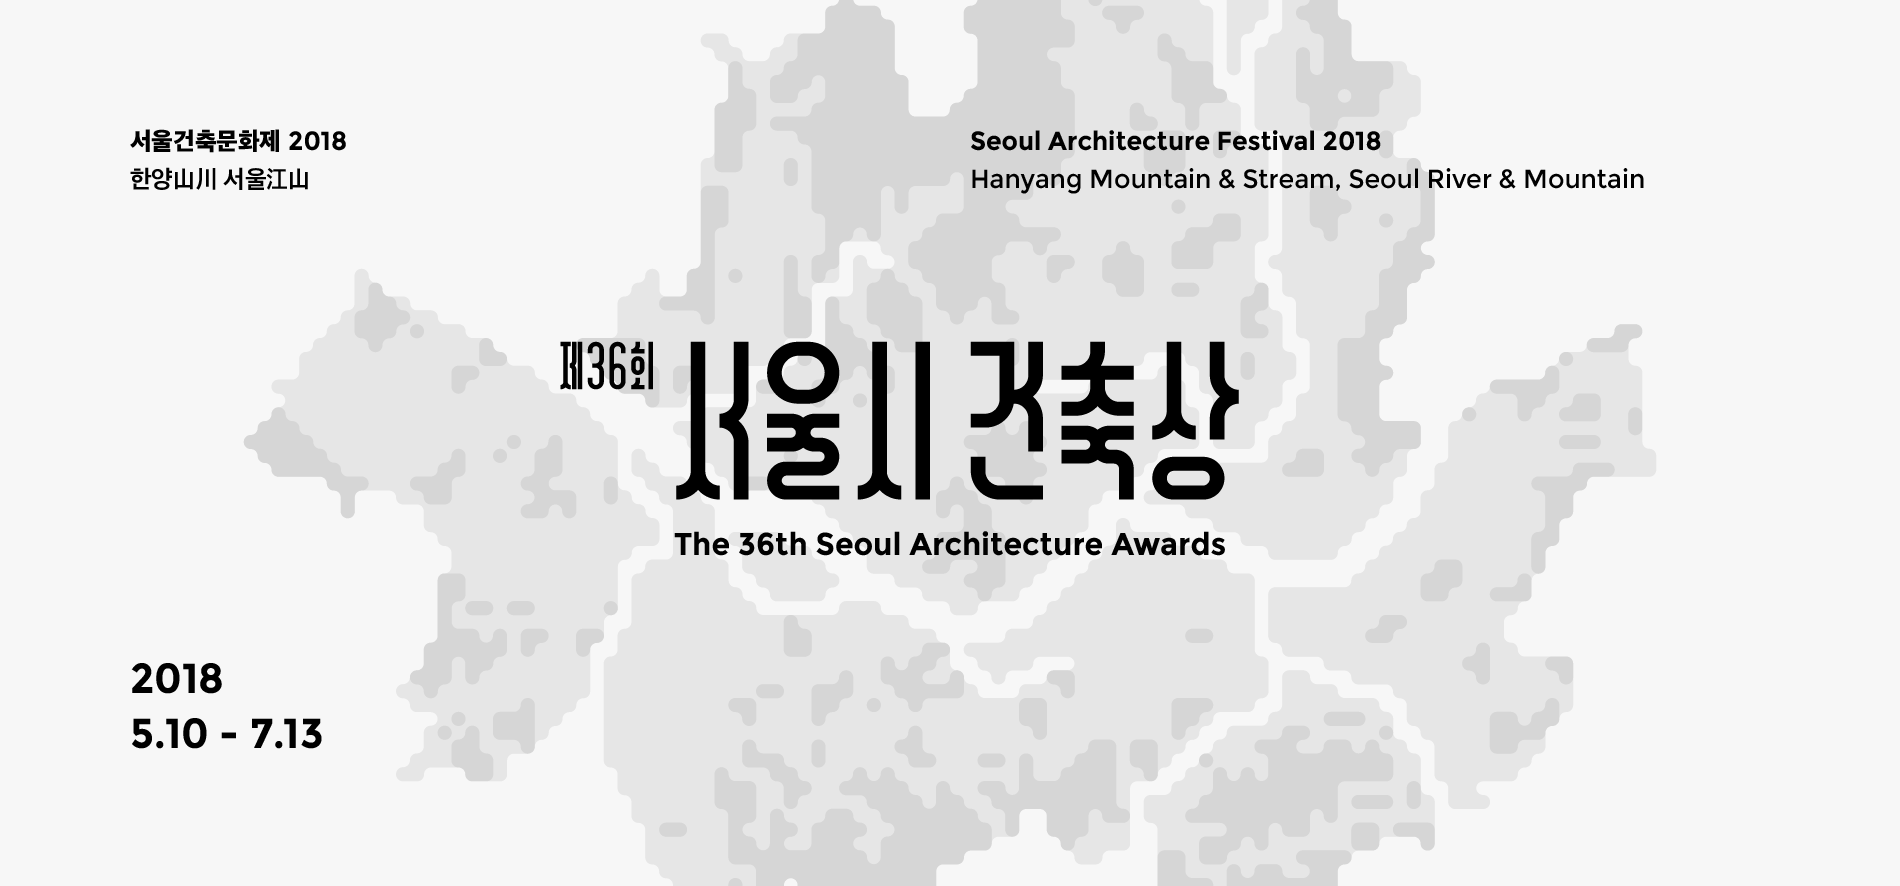 서울건축문화제 2018
한양山川 서울江山
Seoul Architecture Festival 2018
Hanyang Mountain & Stream, Seoul River & Mountain
제36회 서울시 건축상
The 36th Seoul Architecture Awards
2018
5.10 - 7.13